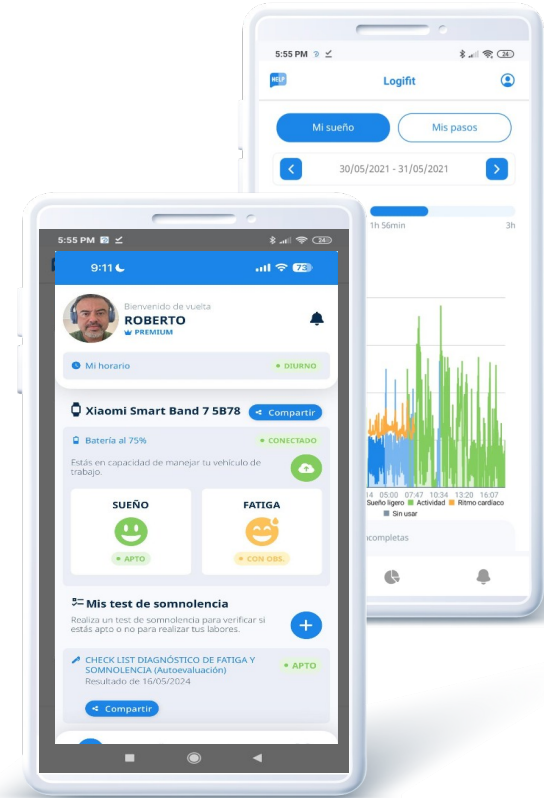 5:55 PM
24
HELP
Logifit
Mi sueño
Mis pasos
30/05/2021 - 31/05/2021
1h 56min
3h
14 05:00 07:47 10:34 13:20 16:07
Sueño ligero Actividad Ritmo cardíaco
Sin usar
completas
5:55 PM
24
9:11
73
Bienvenido de vuelta
ROBERTO
PREMIUM
Mi horario
DIURNO
Xiaomi Smart Band 7 5B78
Compartir
Batería al 75%
CONECTADO
Estás en capacidad de manejar tu vehículo de
trabajo.
SUEÑO
FATIGA
APTO
CON OBS.
Mis test de somnolencia
Realiza un test de somnolencia para verificar si
estás apto o no para realizar tus labores.
CHECK LIST DIAGNÓSTICO DE FATIGA Y
SOMNOLENCIA (Autoevaluación)
APTO
Resultado de 16/05/2024
Compartir